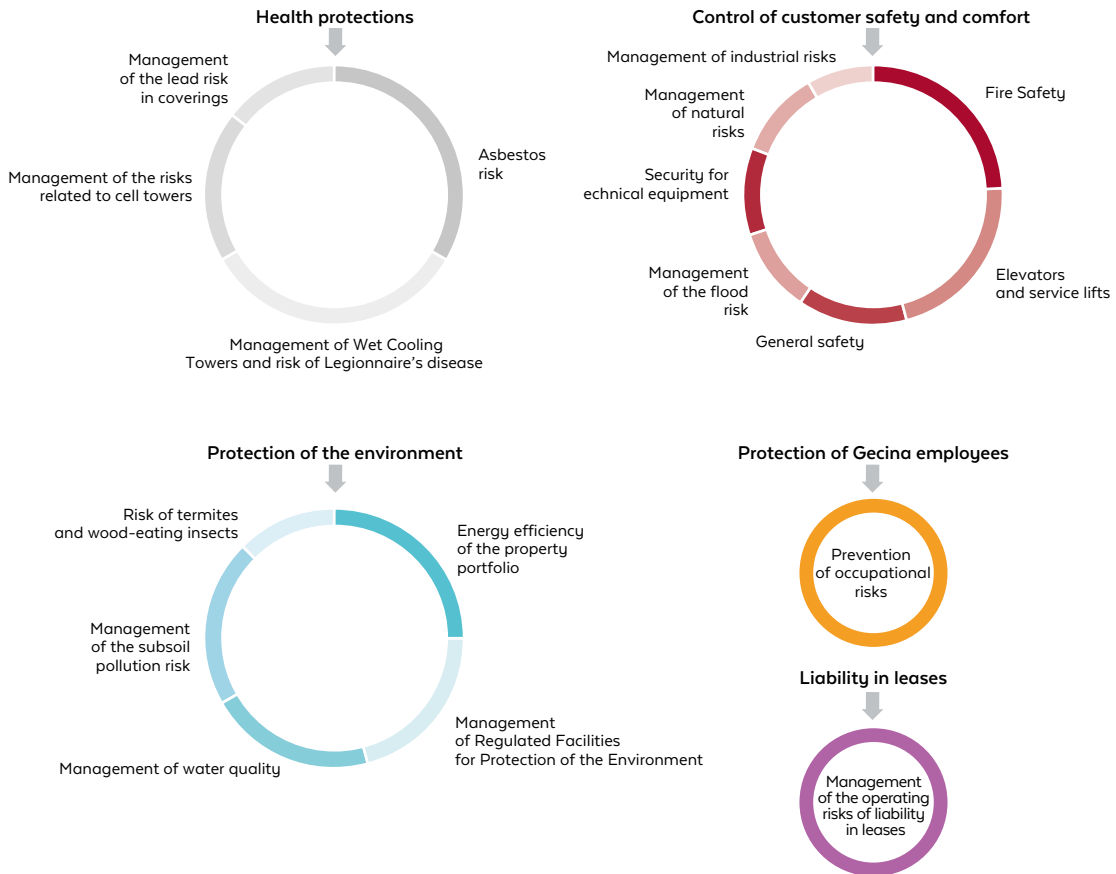 Health protections
Management
of the lead risk
in coverings
Asbestos
risk
Management of the risks
related to cell towers
Management of Wet Cooling
Towers and risk of Legionnaire’s disease
Control of customer safety and comfort
Management of industrial risks
Fire Safety
Management
of natural
risks
Security for
echnical equipment
Management
of the flood
risk
Elevators
and service lifts
General safety
Protection of the environment
Risk of termites
and wood-eating insects
Energy efficiency
of the property
portfolio
Management
of the subsoil
pollution risk
Management
of Regulated Facilities
for Protection of the Environment
Management of water quality
Protection of Gecina employees
Prevention
of occupational
risks
Liability in leases
Management
of the operating
risks of liability
in leases